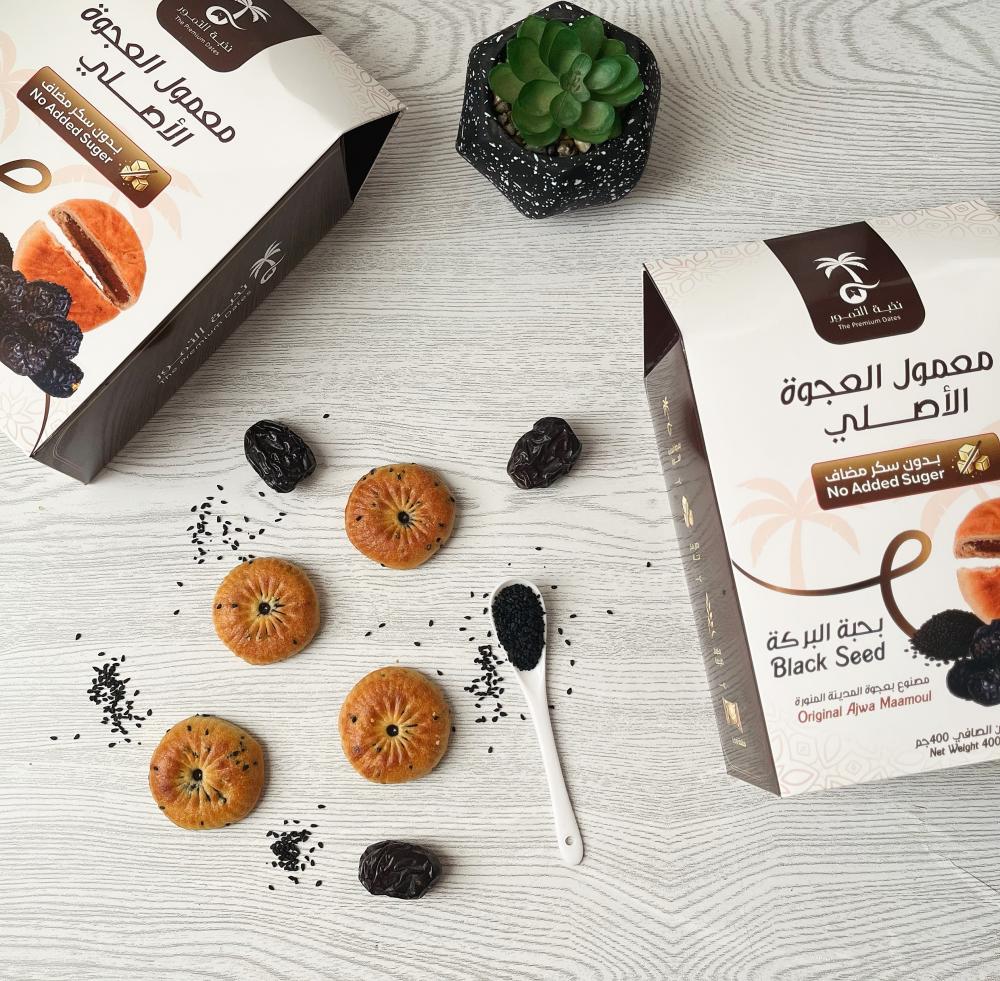 نخبة التمور
The Premium Dates
معمول العجوة
الأصلي
بدون سكر مضاف
No Added Suger
نخبة التمور
The Premium Dates
نخبة التمور
The Premium Dates
معمول العجوة
الأصلي
بدون سكر مضاف
No Added Suger
بحبة البركة
Black Seed
مصنوع بعجوة المدينة المنورة
Original Ajwa Maamoul
الصافي 400جم
Net Weight 400